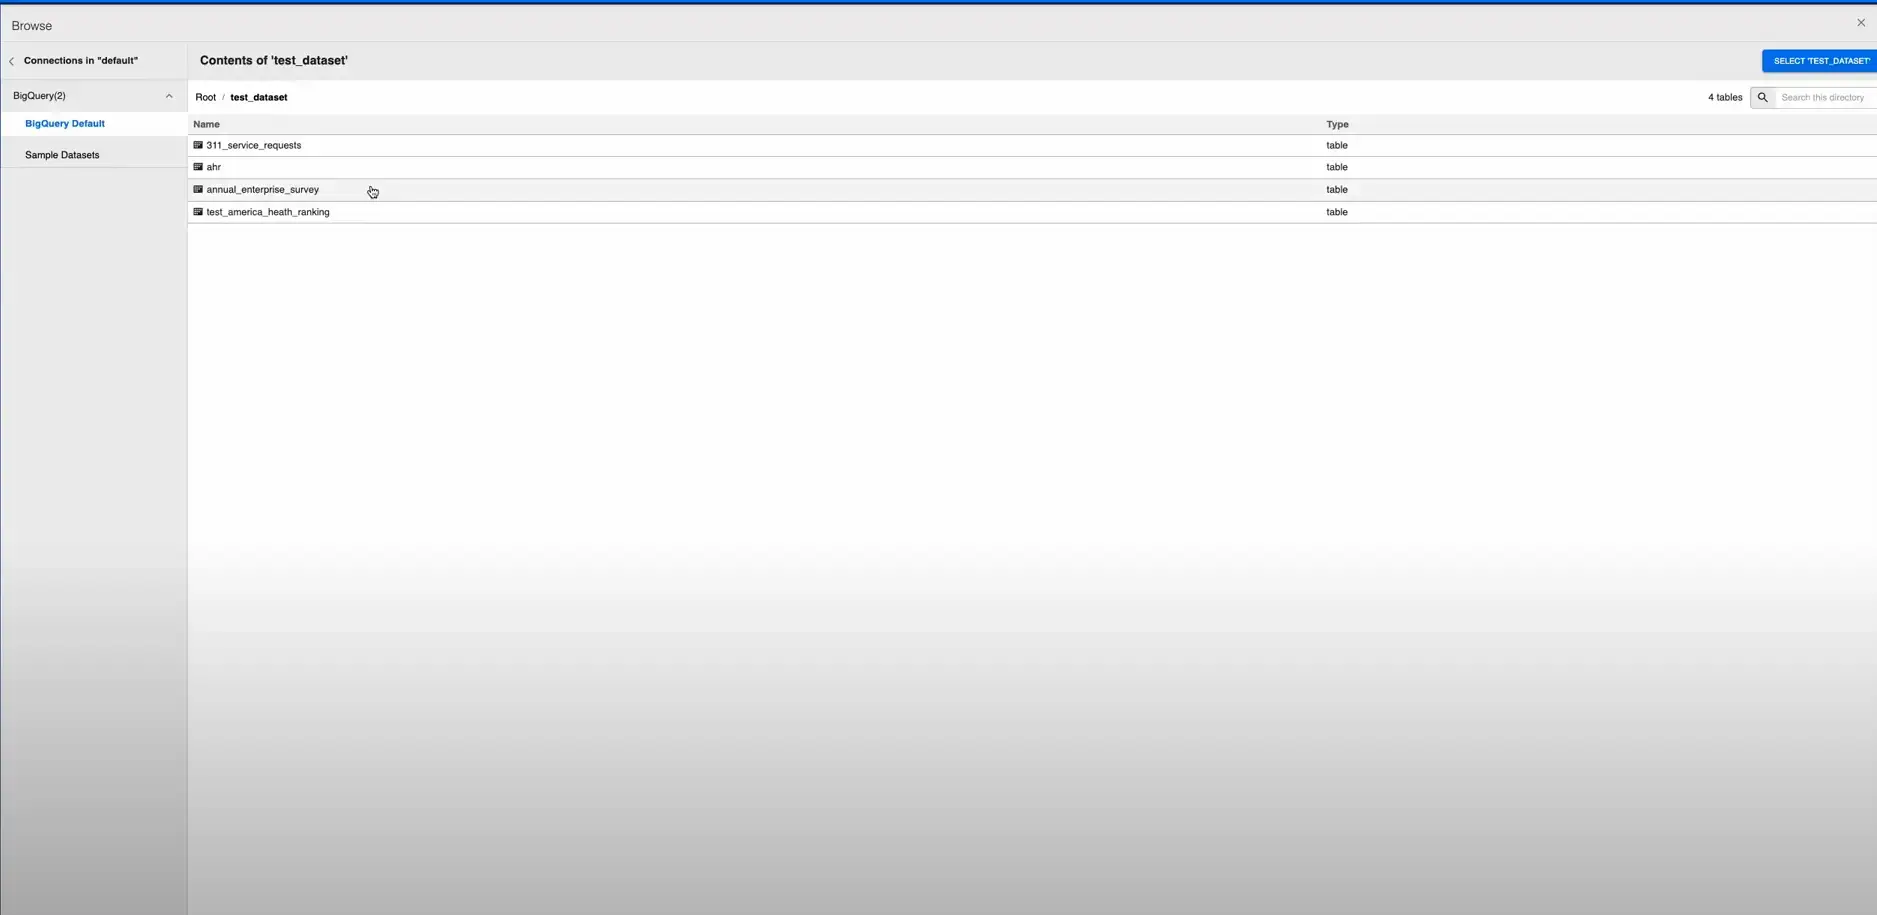 Browse
Connections in "default"
Contents of 'test_dataset'
SELECT 'TEST_DATASET'
BigQuery(2)
BigQuery Default
Sample Datasets
Root / test_dataset
4 tables
Search this directory
Name Type
311_service_requests table
ahr table
annual_enterprise_survey table
test_america_heath_ranking table